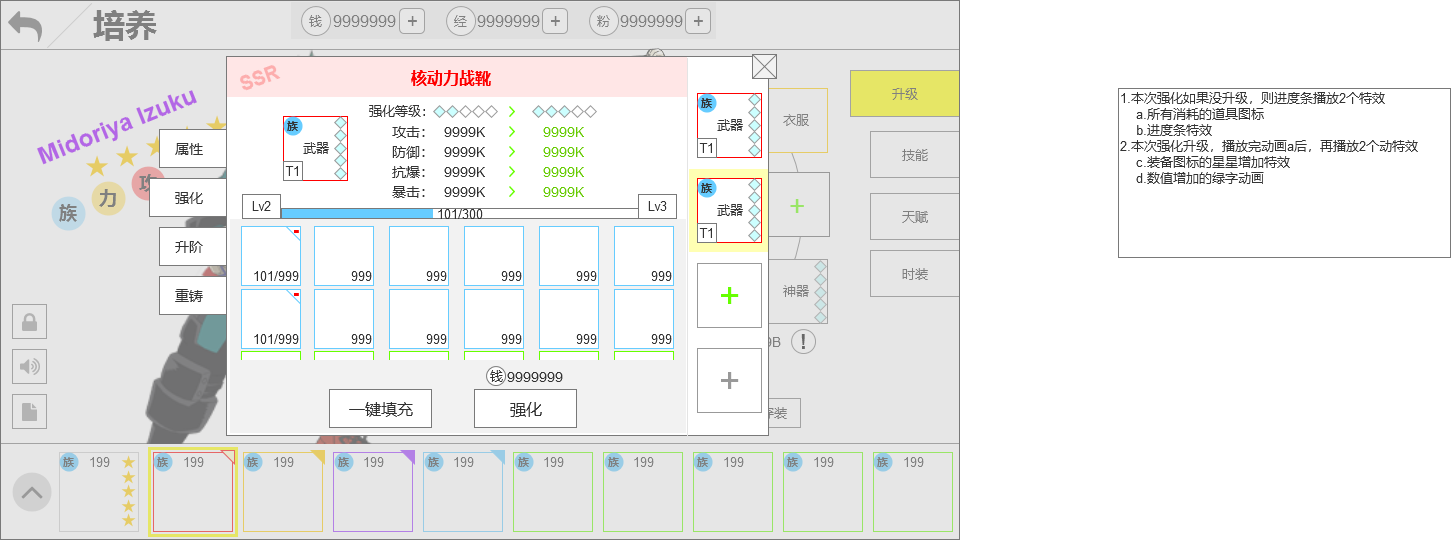 培养
钱 9999999 +
经 9999999 +
粉 9999999 +
Midoriya Izuku
族
力
攻
属性
强化
升阶
重铸
SSR
核动力战靴
族
武器
T1
强化等级:
攻击: 9999K > 9999K
防御: 9999K > 9999K
抗爆: 9999K > 9999K
暴击: 9999K > 9999K
Lv2
101/300
Lv3
101/999 999 999 999 999 999
101/999 999 999 999 999 999
钱9999999
一键填充
强化
族
武器
T1
族
武器
T1
+
+
衣服
+
神器
!
升级
技能
天赋
时装
族 199
族 199
族 199
族 199
族 199
族 199
族 199
族 199
族 199
族 199
1.本次强化如果没升级，则进度条播放2个特效
a.所有消耗的道具图标
b.进度条特效
2.本次强化升级，播放完动画a后，再播放2个动特效
c.装备图标的星星增加特效
d.数值增加的绿字动画